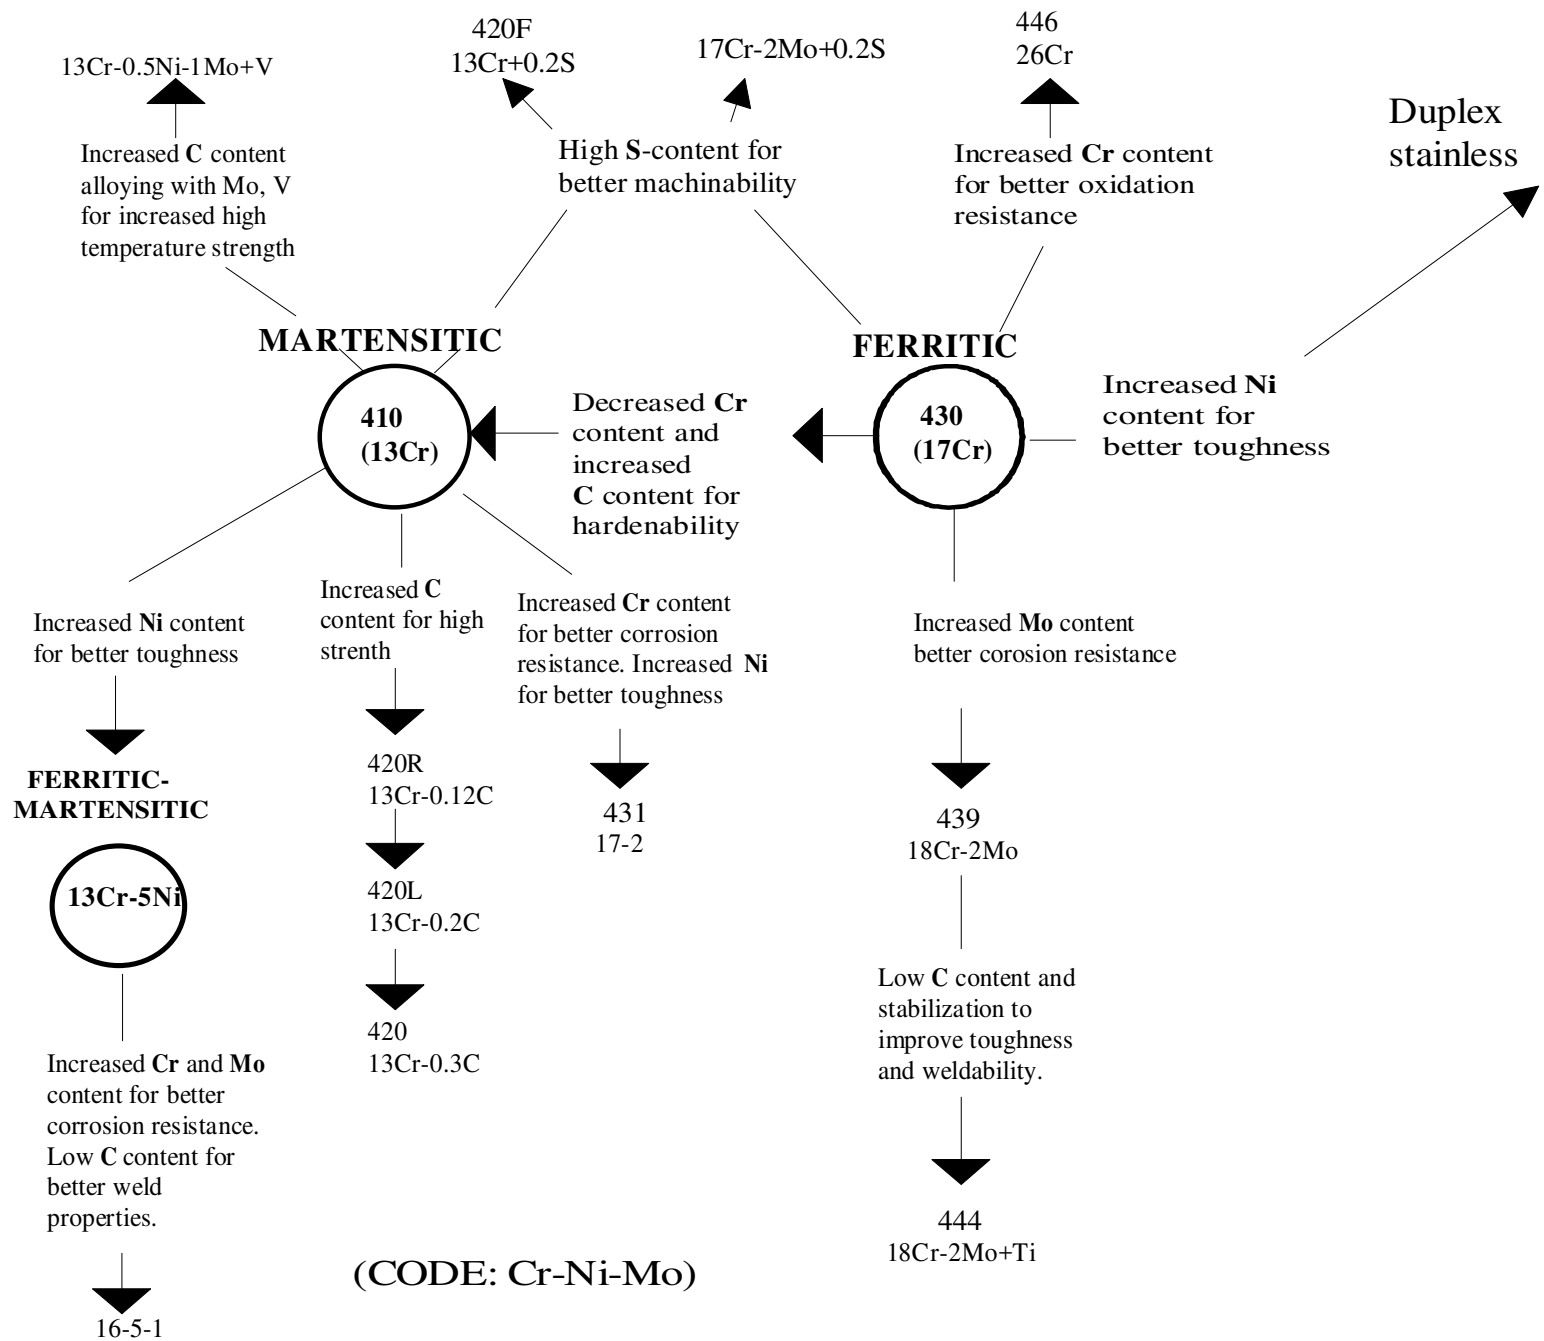 13Cr-0.5Ni-1Mo+V
420F
13Cr+0.2S
17Cr-2Mo+0.2S
446
26Cr
Duplex
stainless
Increased C content
alloying with Mo, V
for increased high
temperature strength
High S-content for
better machinability
Increased Cr content
for better oxidation
resistance
MARTENSITIC
FERRITIC
410
(13Cr)
Decreased Cr
content and
increased
C content for
hardenability
430
(17Cr)
Increased Ni
content for
better toughness
Increased Ni content
for better toughness
Increased C
content for high
strenth
Increased Cr content
for better corrosion
resistance. Increased Ni
for better toughness
Increased Mo content
better corosion resistance
FERRITIC-
MARTENSITIC
13Cr-5Ni
420R
13Cr-0.12C
420L
13Cr-0.2C
420
13Cr-0.3C
431
17-2
439
18Cr-2Mo
Low C content and
stabilization to
improve toughness
and weldability.
444
18Cr-2Mo+Ti
Increased Cr and Mo
content for better
corrosion resistance.
Low C content for
better weld
properties.
16-5-1
(CODE: Cr-Ni-Mo)